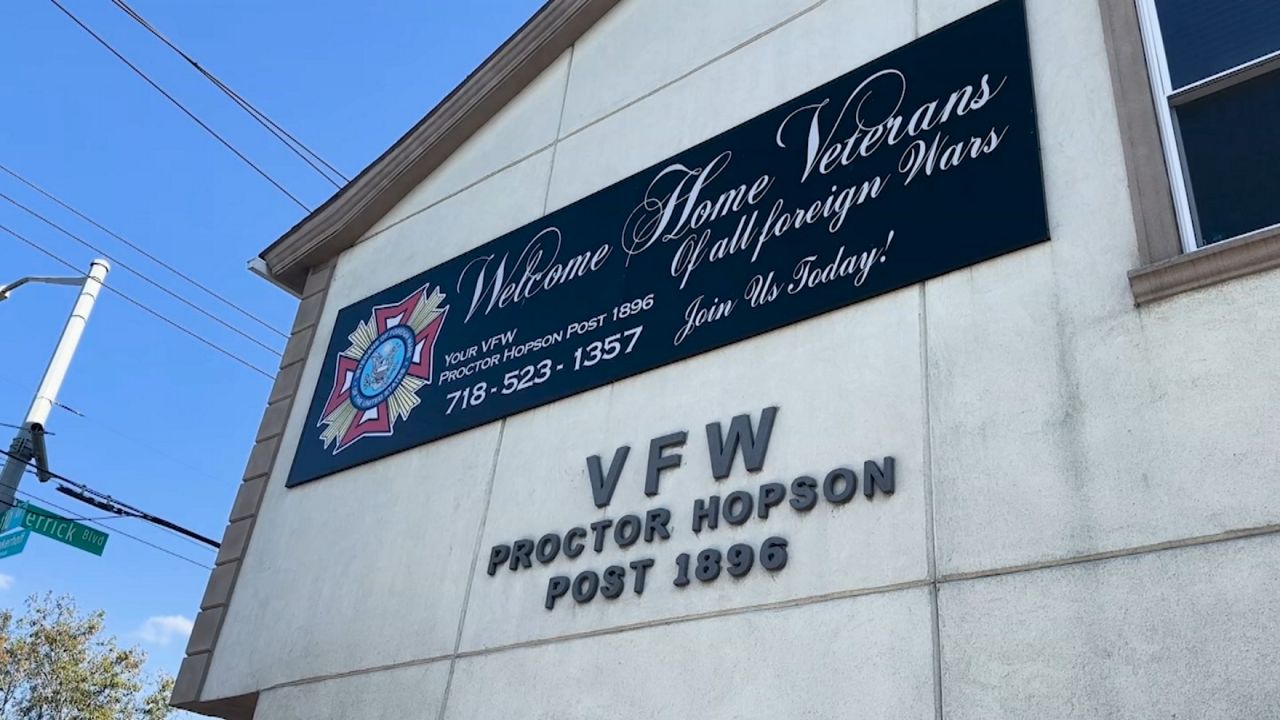 Welcome Home Veterans
Of all foreign Wars
Join Us Today!
YOUR VFW
PROCTOR HOPSON POST 1896
718-523-1357
VFW
PROCTOR HOPSON
POST 1896
errick Blvd